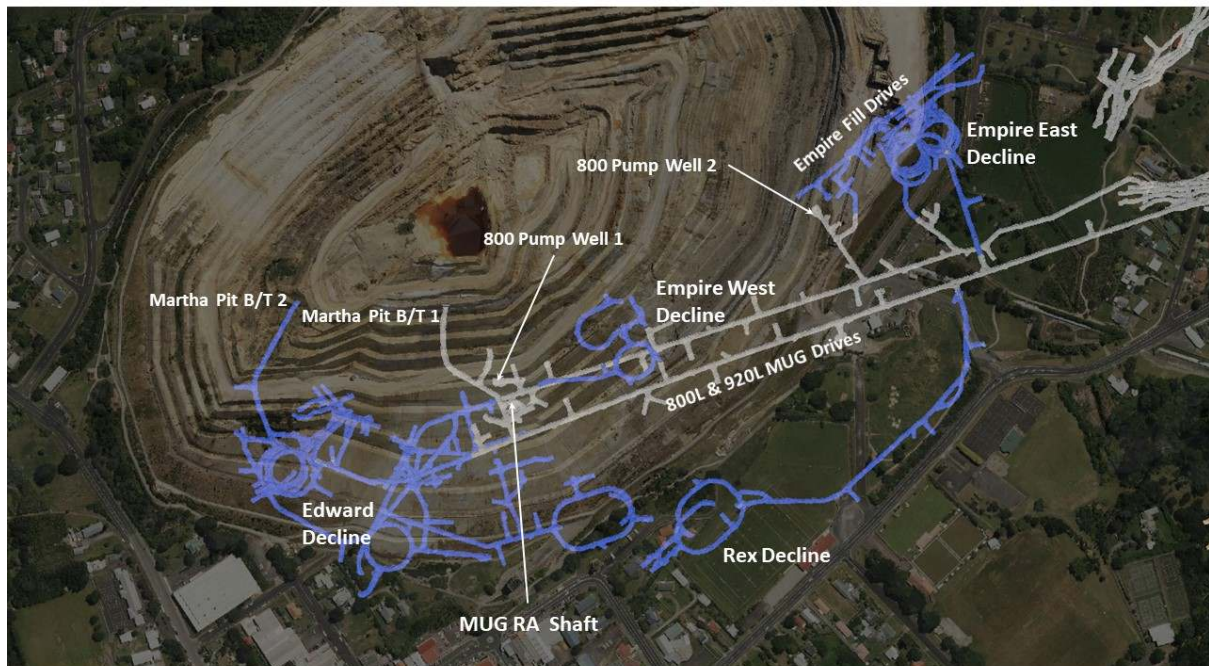 Empire Fill Drives
Empire East
Decline
800 Pump Well 2
800 Pump Well 1
Martha Pit B/T 2
Martha Pit B/T 1
Empire West
Decline
800L & 920L MUG Drives
Edward
Decline
Rex Decline
MUG RA Shaft